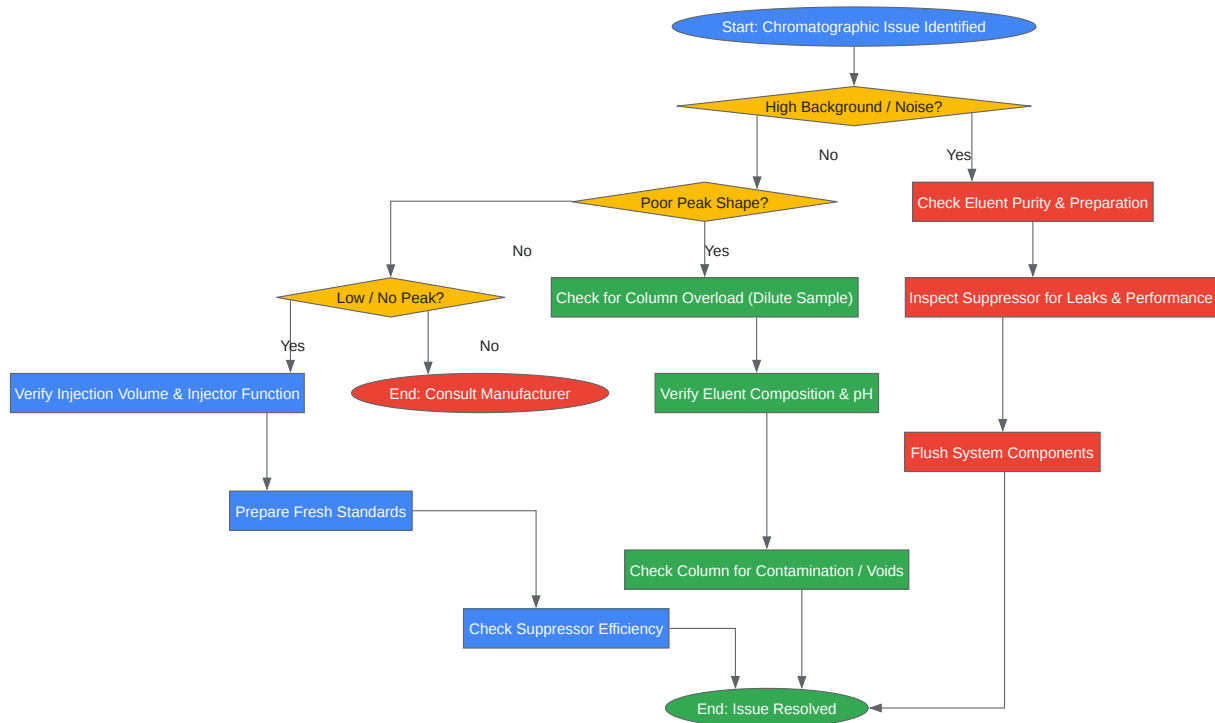 Start: Chromatographic Issue Identified
High Background / Noise?
No
Yes
Poor Peak Shape?
Check Eluent Purity & Preparation
No
Yes
Low / No Peak?
Check for Column Overload (Dilute Sample)
Inspect Suppressor for Leaks & Performance
Yes
No
Verify Injection Volume & Injector Function
End: Consult Manufacturer
Verify Eluent Composition & pH
Flush System Components
Prepare Fresh Standards
Check Column for Contamination / Voids
Check Suppressor Efficiency
End: Issue Resolved